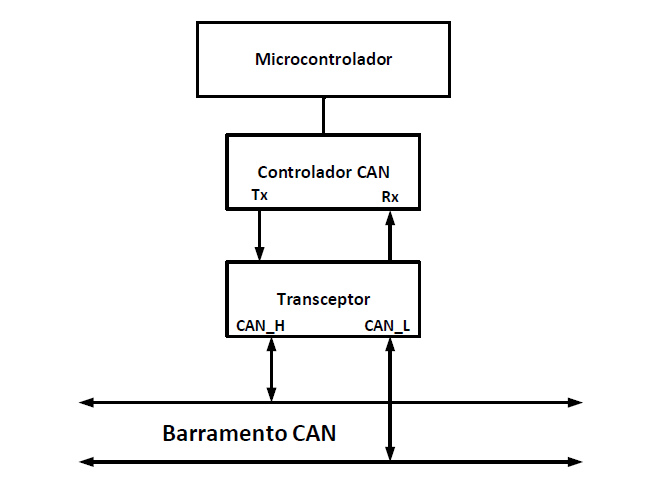 Microcontrolador
Controlador CAN
Tx Rx
Transceptor
CAN_H CAN_L
Barramento CAN